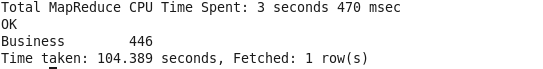 Total MapReduce CPU Time Spent: 3 seconds 470 msec
OK
Business        446
Time taken: 104.389 seconds, Fetched: 1 row(s)